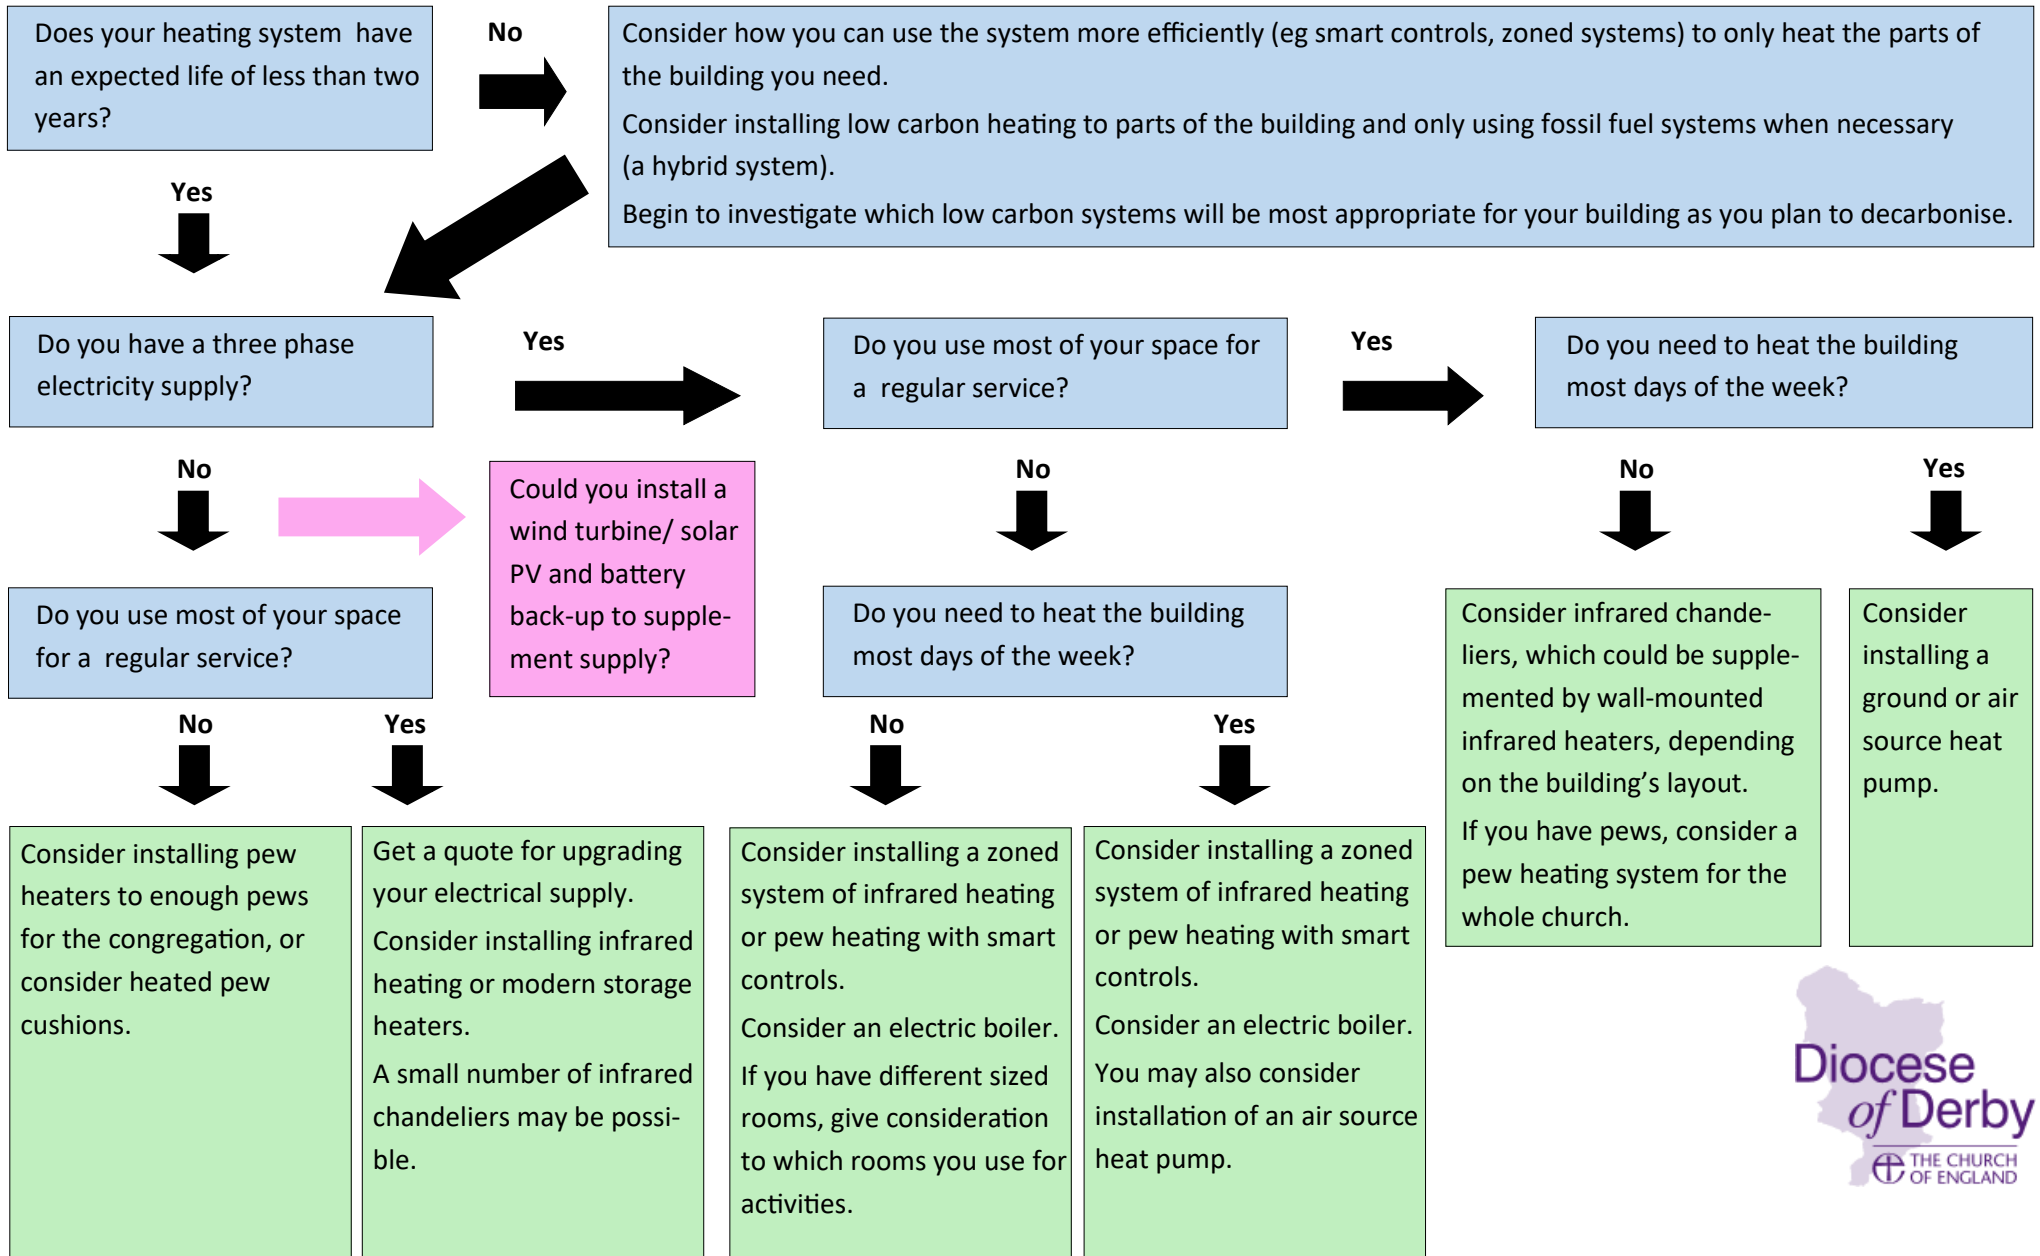 Does your heating system  have
an expected life of less than two
years?
No
Consider how you can use the system more efficiently (eg smart controls, zoned systems) to only heat the parts of
the building you need.
Consider installing low carbon heating to parts of the building and only using fossil fuel systems when necessary
(a hybrid system).
Begin to investigate which low carbon systems will be most appropriate for your building as you plan to decarbonise.
Yes
Do you have a three phase
electricity supply?
Yes
Do you use most of your space for
a  regular service?
Yes
Do you need to heat the building
most days of the week?
No
Could you install a
wind turbine/ solar
PV and battery
back-up to supple-
ment supply?
No
No
Yes
Do you use most of your space
for a  regular service?
Do you need to heat the building
most days of the week?
Consider infrared chande-
liers, which could be supple-
mented by wall-mounted
infrared heaters, depending
on the building’s layout.
If you have pews, consider a
pew heating system for the
whole church.
Consider
installing a
ground or air
source heat
pump.
No
Yes
No
Yes
Consider installing pew
heaters to enough pews
for the congregation, or
consider heated pew
cushions.
Get a quote for upgrading
your electrical supply.
Consider installing infrared
heating or modern storage
heaters.
A small number of infrared
chandeliers may be possi-
ble.
Consider installing a zoned
system of infrared heating
or pew heating with smart
controls.
Consider an electric boiler.
If you have different sized
rooms, give consideration
to which rooms you use for
activities.
Consider installing a zoned
system of infrared heating
or pew heating with smart
controls.
Consider an electric boiler.
You may also consider
installation of an air source
heat pump.
Diocese
of Derby
THE CHURCH
OF ENGLAND